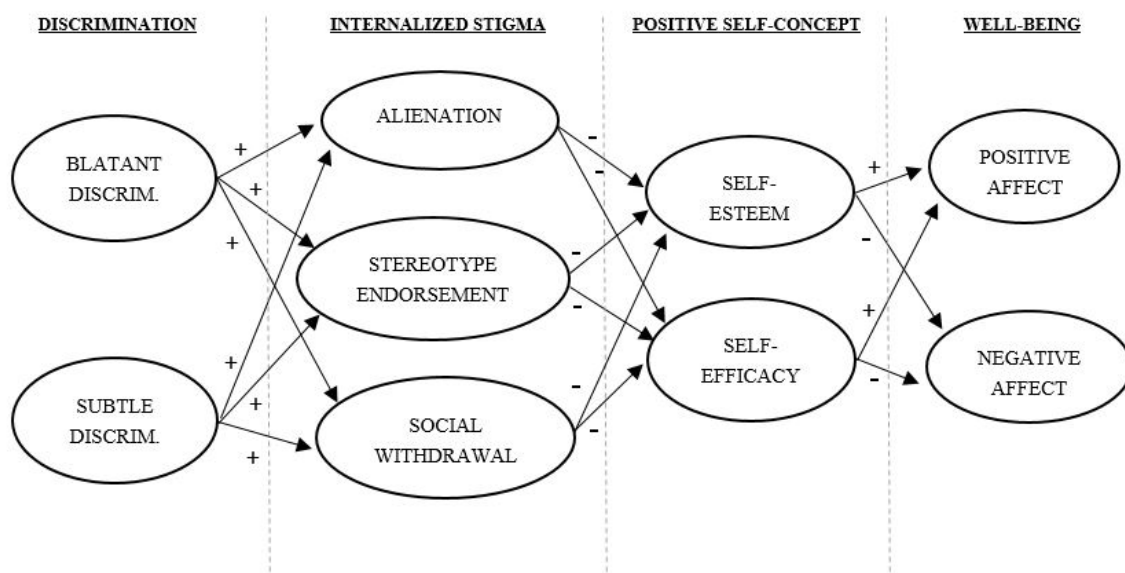 DISCRIMINATION
INTERNALIZED STIGMA
POSITIVE SELF-CONCEPT
WELL-BEING
BLATANT
DISCRIM.
SUBTLE
DISCRIM.
ALIENATION
STEREOTYPE
ENDORSEMENT
SOCIAL
WITHDRAWAL
SELF-
ESTEEM
SELF-
EFFICACY
POSITIVE
AFFECT
NEGATIVE
AFFECT
+
+
+
+
+
+
-
-
-
-
-
-
+
-
+
-